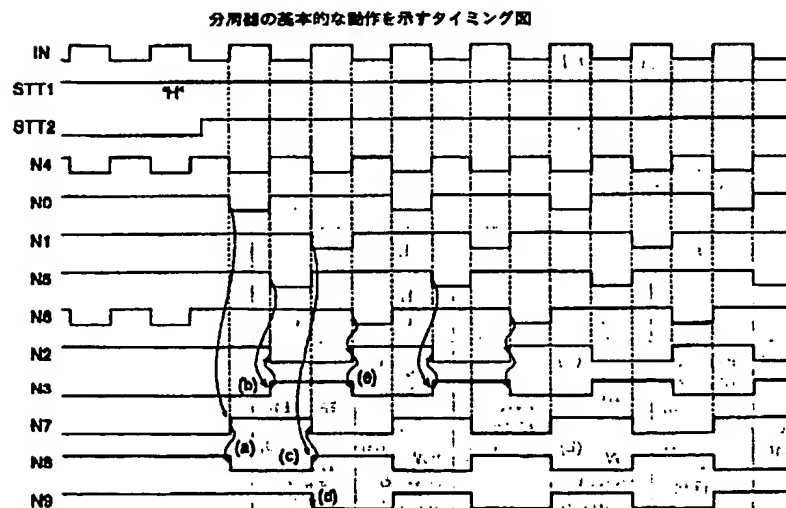 分周器の基本的な動作を示すタイミング図
IN
STT1
"H"
STT2
N4
N0
N1
N5
N6
N2
(b)
(e)
N3
N7
(a)
(c)
N8
(d)
N9